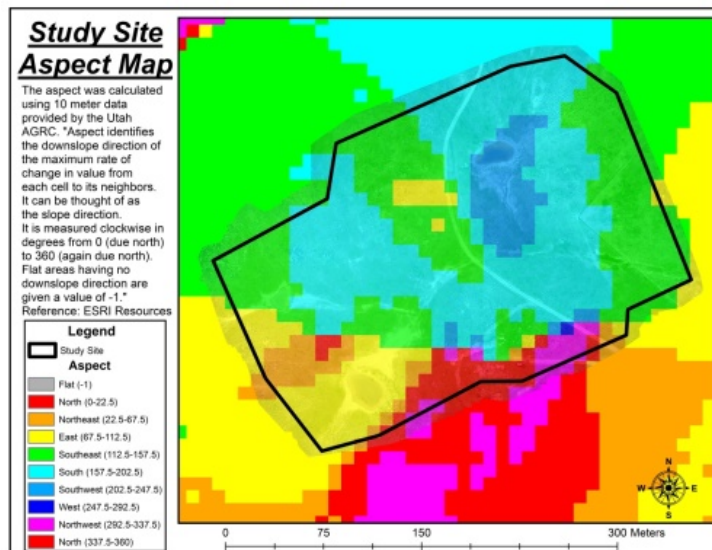 Study Site
Aspect Map
The aspect was calculated
using 10 meter data
provided by the Utah
AGRC. "Aspect identifies
the downslope direction of
the maximum rate of
change in value from
each cell to its neighbors.
It can be thought of as
the slope direction.
It is measured clockwise in
degrees from 0 (due north)
to 360 (again due north).
Flat areas having no
downslope direction are
given a value of -1."
Reference: ESRI Resources
Legend
Study Site
Aspect
Flat (-1)
North (0-22.5)
Northeast (22.5-67.5)
East (67.5-112.5)
Southeast (112.5-157.5)
South (157.5-202.5)
Southwest (202.5-247.5)
West (247.5-292.5)
Northwest (292.5-337.5)
North (337.5-360)
N
W E
S
0 75 150 300 Meters